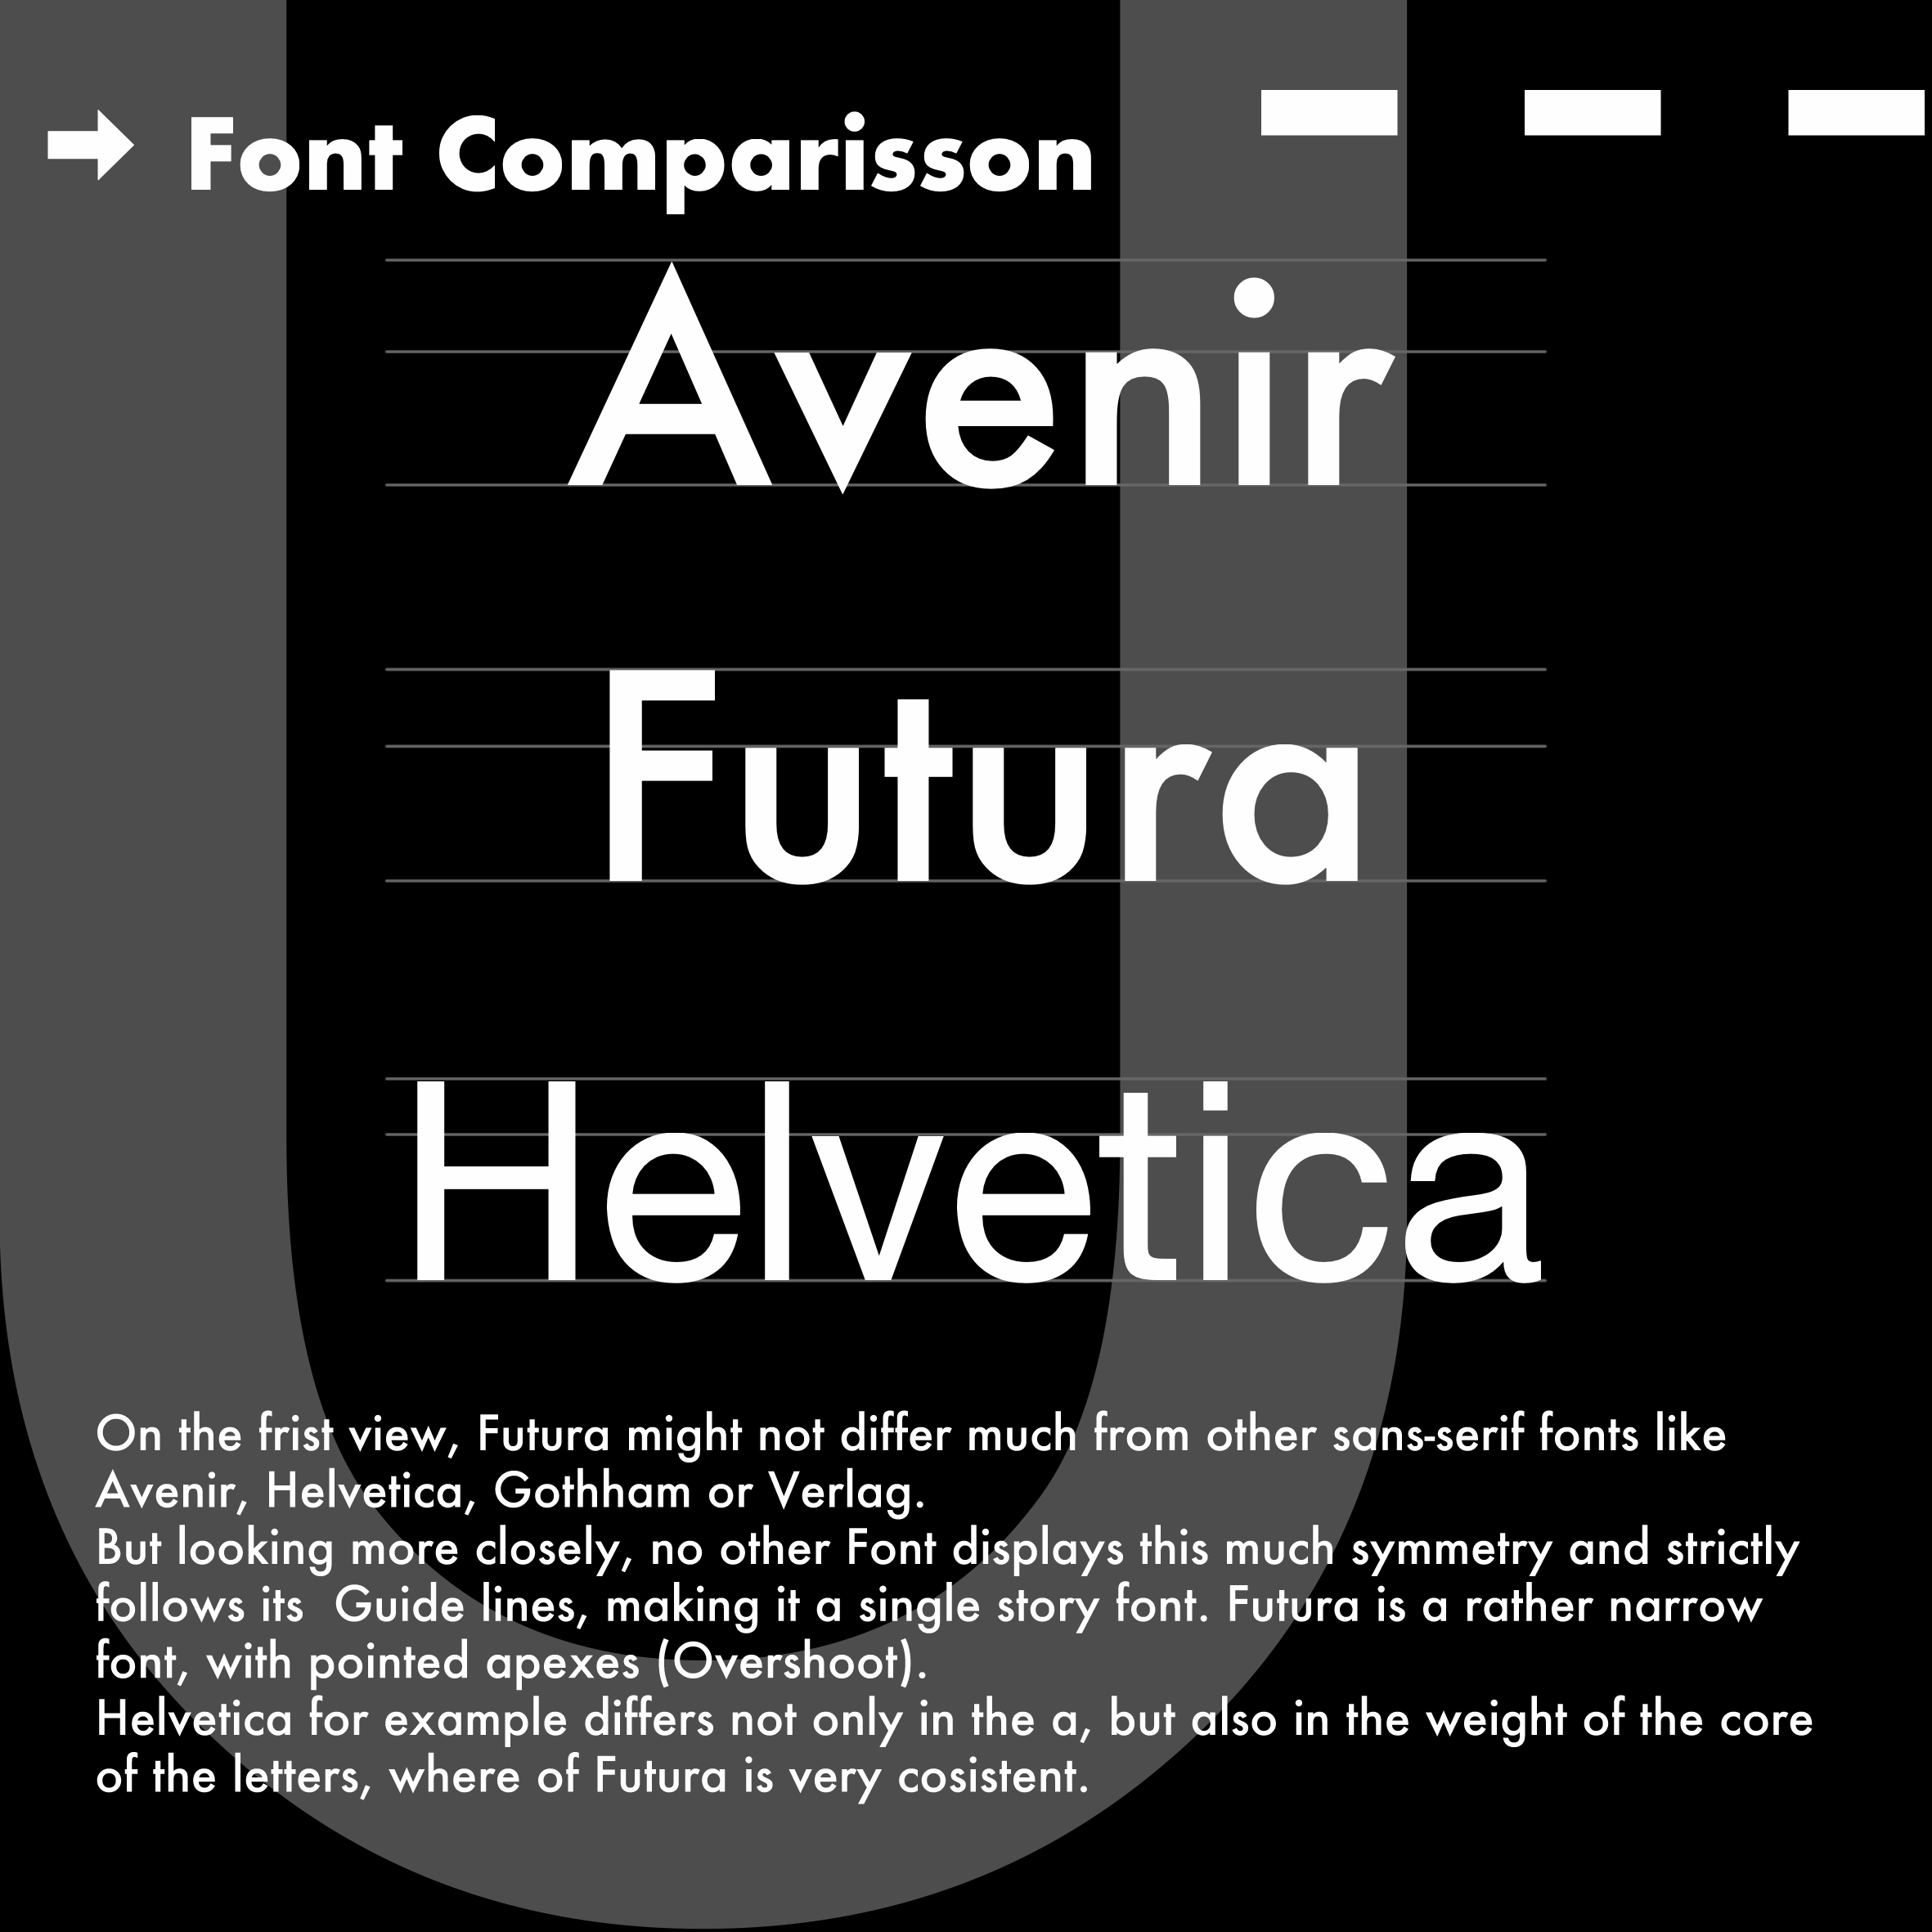 Font Comparisson
Avenir
Futura
Helvetica
On the frist view, Futura might not differ much from other sans-serif fonts like
Avenir, Helvetica, Gothham or Verlag.
But looking more closely, no other Font displays this much symmetry and strictly
follows its Guide lines, making it a single story font. Futura is a rather narrow
font, with pointed apexes (Overshoot).
Helvetica for example differs not only in the a, but also in the weight of the core
of the letters, where of Futura is very cosistent.